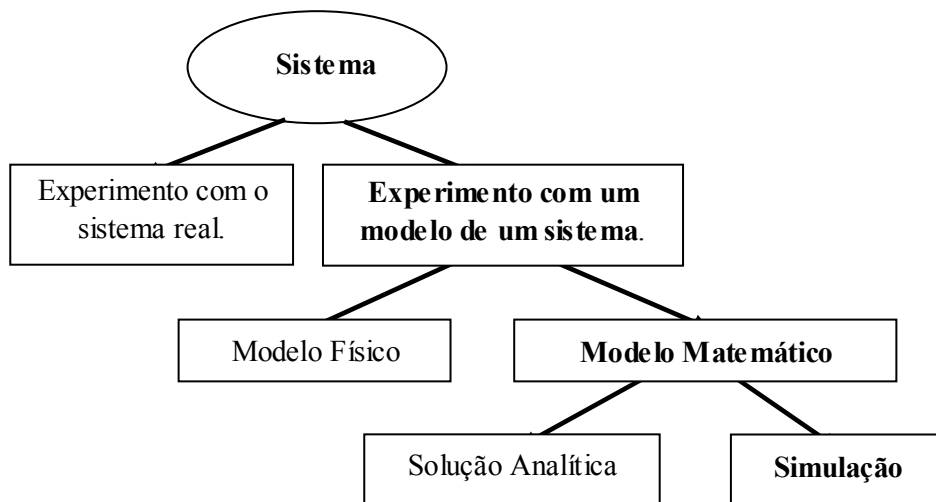 Sistema
Experimento com o
sistema real.
Experimento com um
modelo de um sistema.
Modelo Físico
Modelo Matemático
Solução Analítica
Simulação